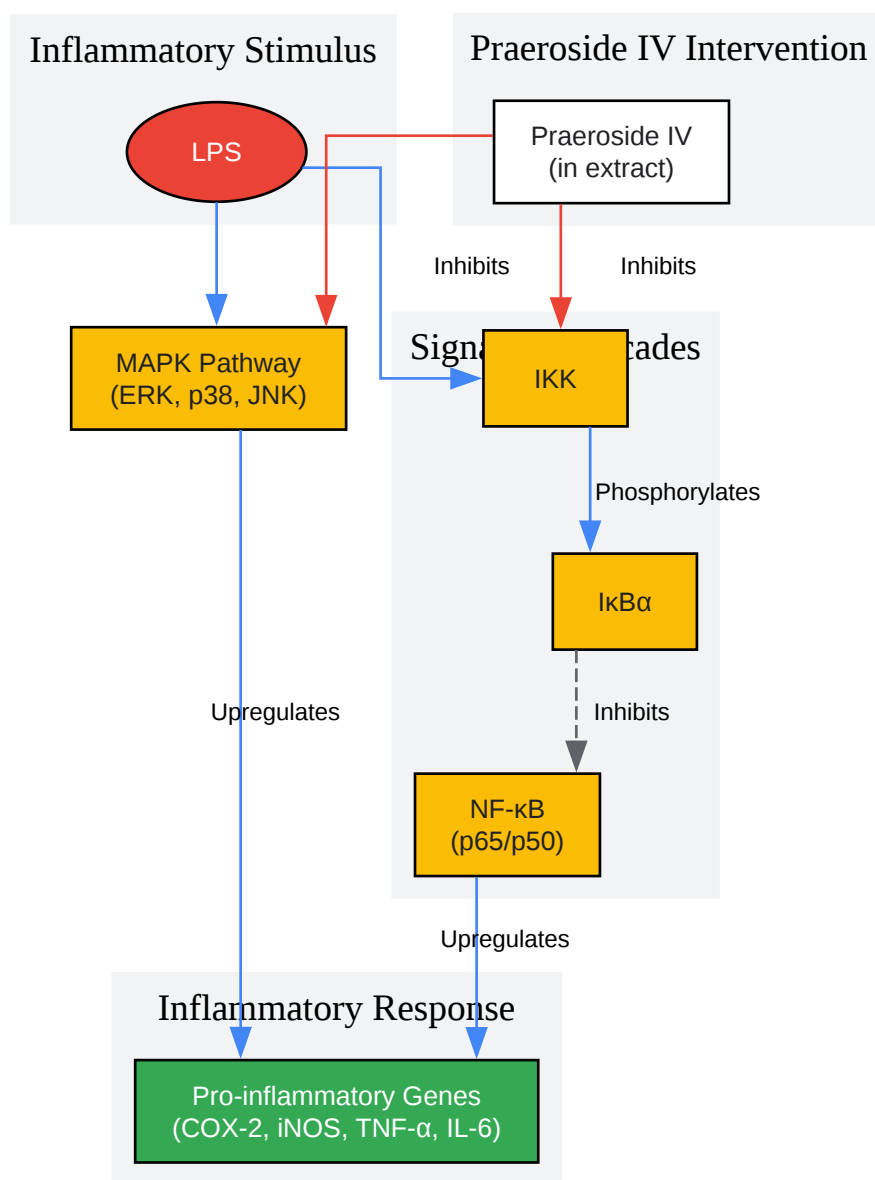 Inflammatory Stimulus
Praeroside IV Intervention
LPS
Praeroside IV
(in extract)
Inhibits
Inhibits
MAPK Pathway
(ERK, p38, JNK)
IKK
Phosphorylates
IκBα
Upregulates
Inhibits
NF-κB
(p65/p50)
Upregulates
Inflammatory Response
Pro-inflammatory Genes
(COX-2, iNOS, TNF-α, IL-6)